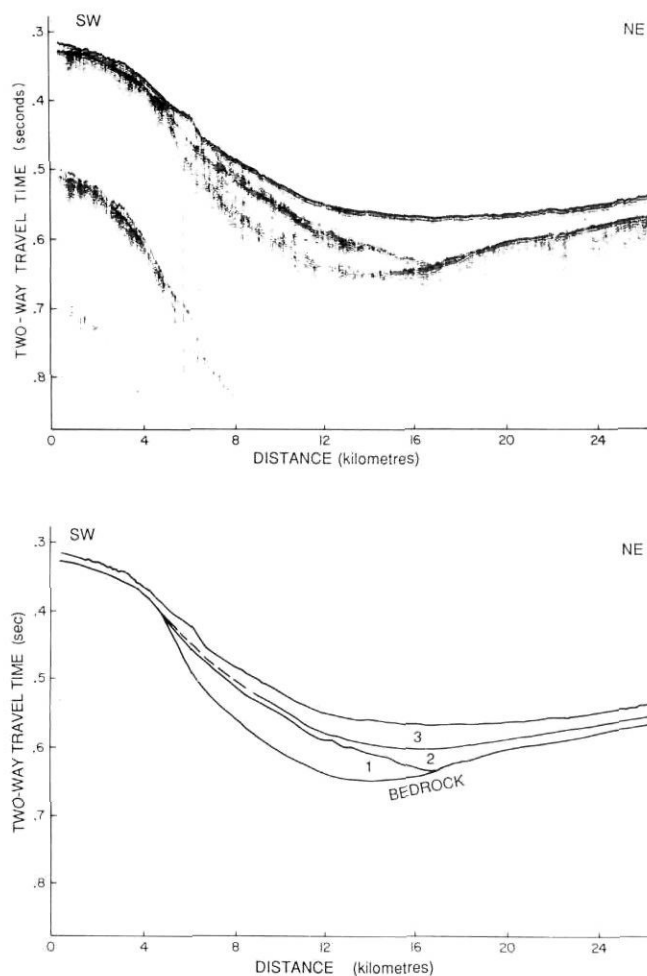 SW
NE
.3
.4
.5
.6
.7
.8
TWO-WAY TRAVEL TIME (seconds)
0 4 8 12 16 20 24
DISTANCE (kilometres)
SW
NE
.3
.4
.5
.6
.7
.8
TWO-WAY TRAVEL TIME (sec)
3
2
1
BEDROCK
0 4 8 12 16 20 24
DISTANCE (kilometres)